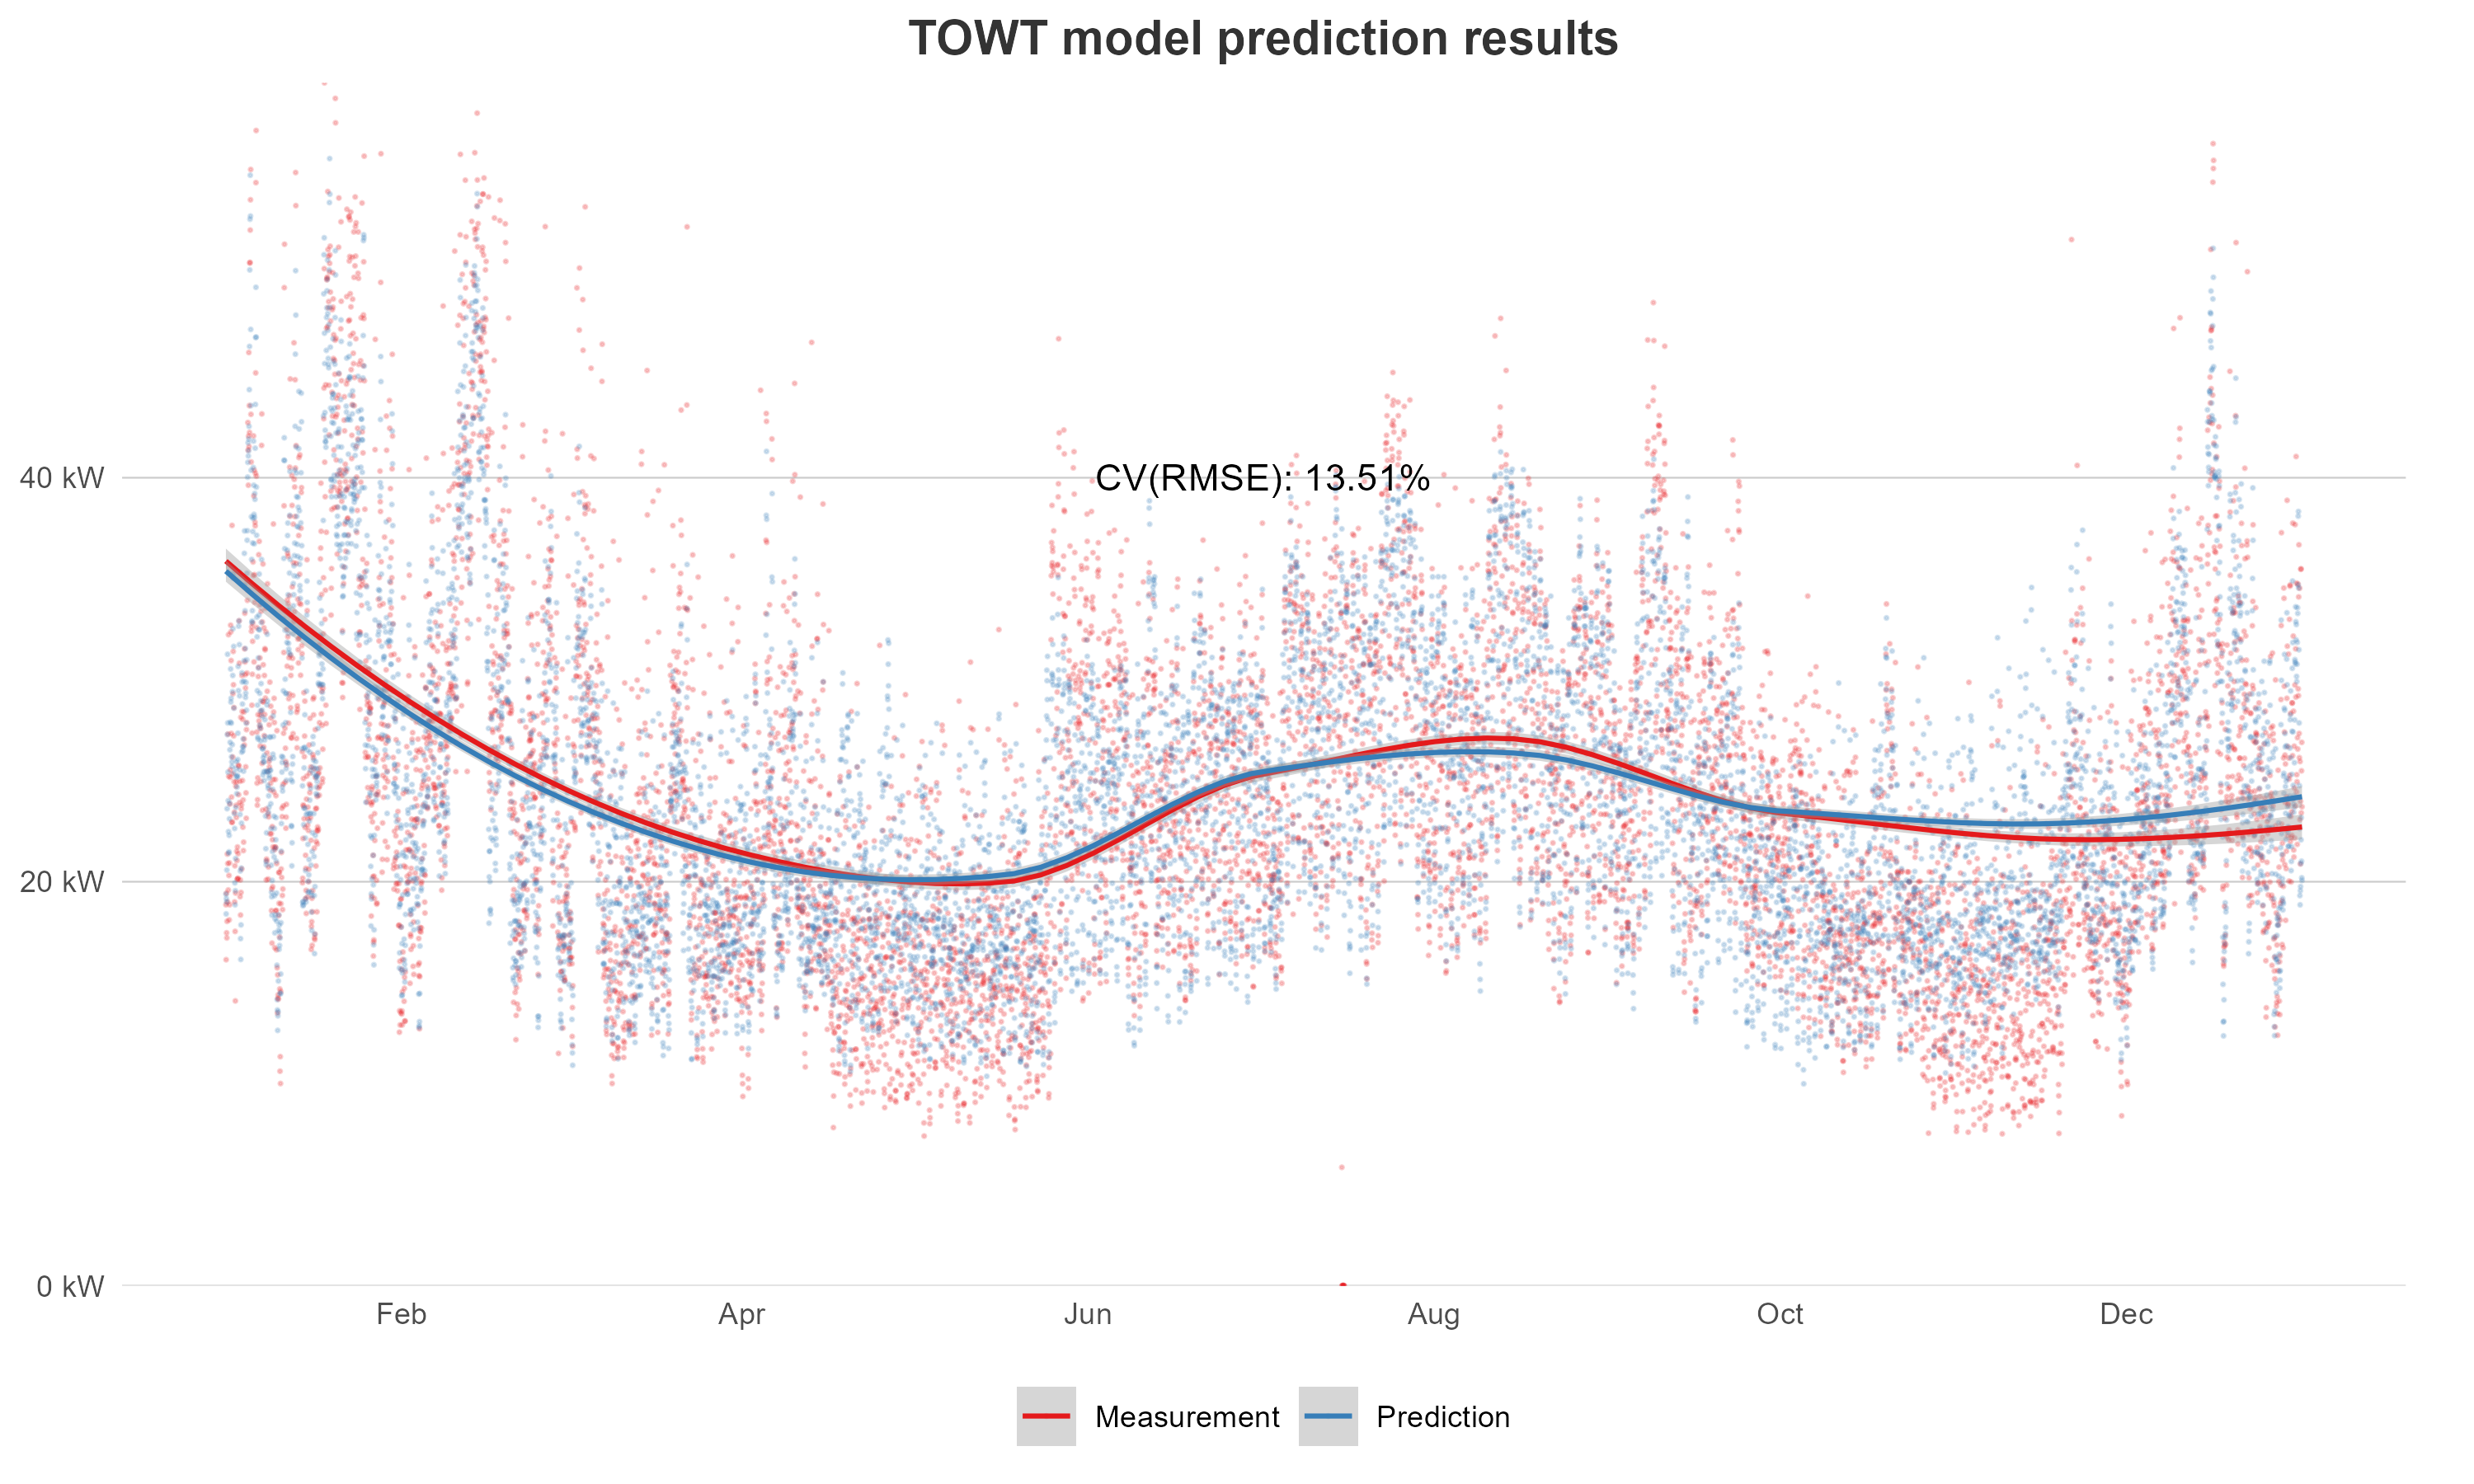 TOWT model prediction results
40 kW
CV(RMSE): 13.51%
20 kW
0 kW
Feb Apr Jun Aug Oct Dec
Measurement Prediction